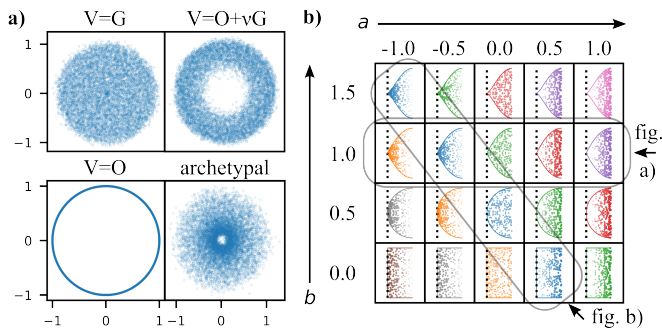 a)
V=G
V=O+νG
1
0
−1
V=O
archetypal
1
0
−1
−1 0 1
−1 0 1
b)
a
-1.0 -0.5 0.0 0.5 1.0
1.5
1.0
0.5
0.0
b
fig.
a)
fig. b)